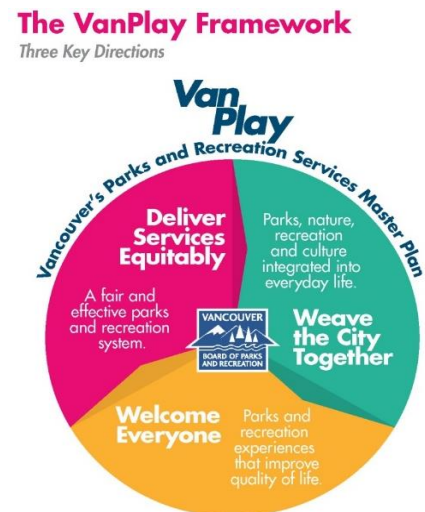 The VanPlay Framework
Three Key Directions
Van
Play
Vancouver's Parks and Recreation Services Master Plan
Deliver
Services
Equitably
A fair and
effective parks
and recreation
system.
Parks, nature,
recreation
and culture
integrated into
everyday life.
Weave
the City
Together
VANCOUVER
BOARD OF PARKS
AND RECREATION
Welcome
Everyone
Parks and
recreation
experiences
that improve
quality of life.